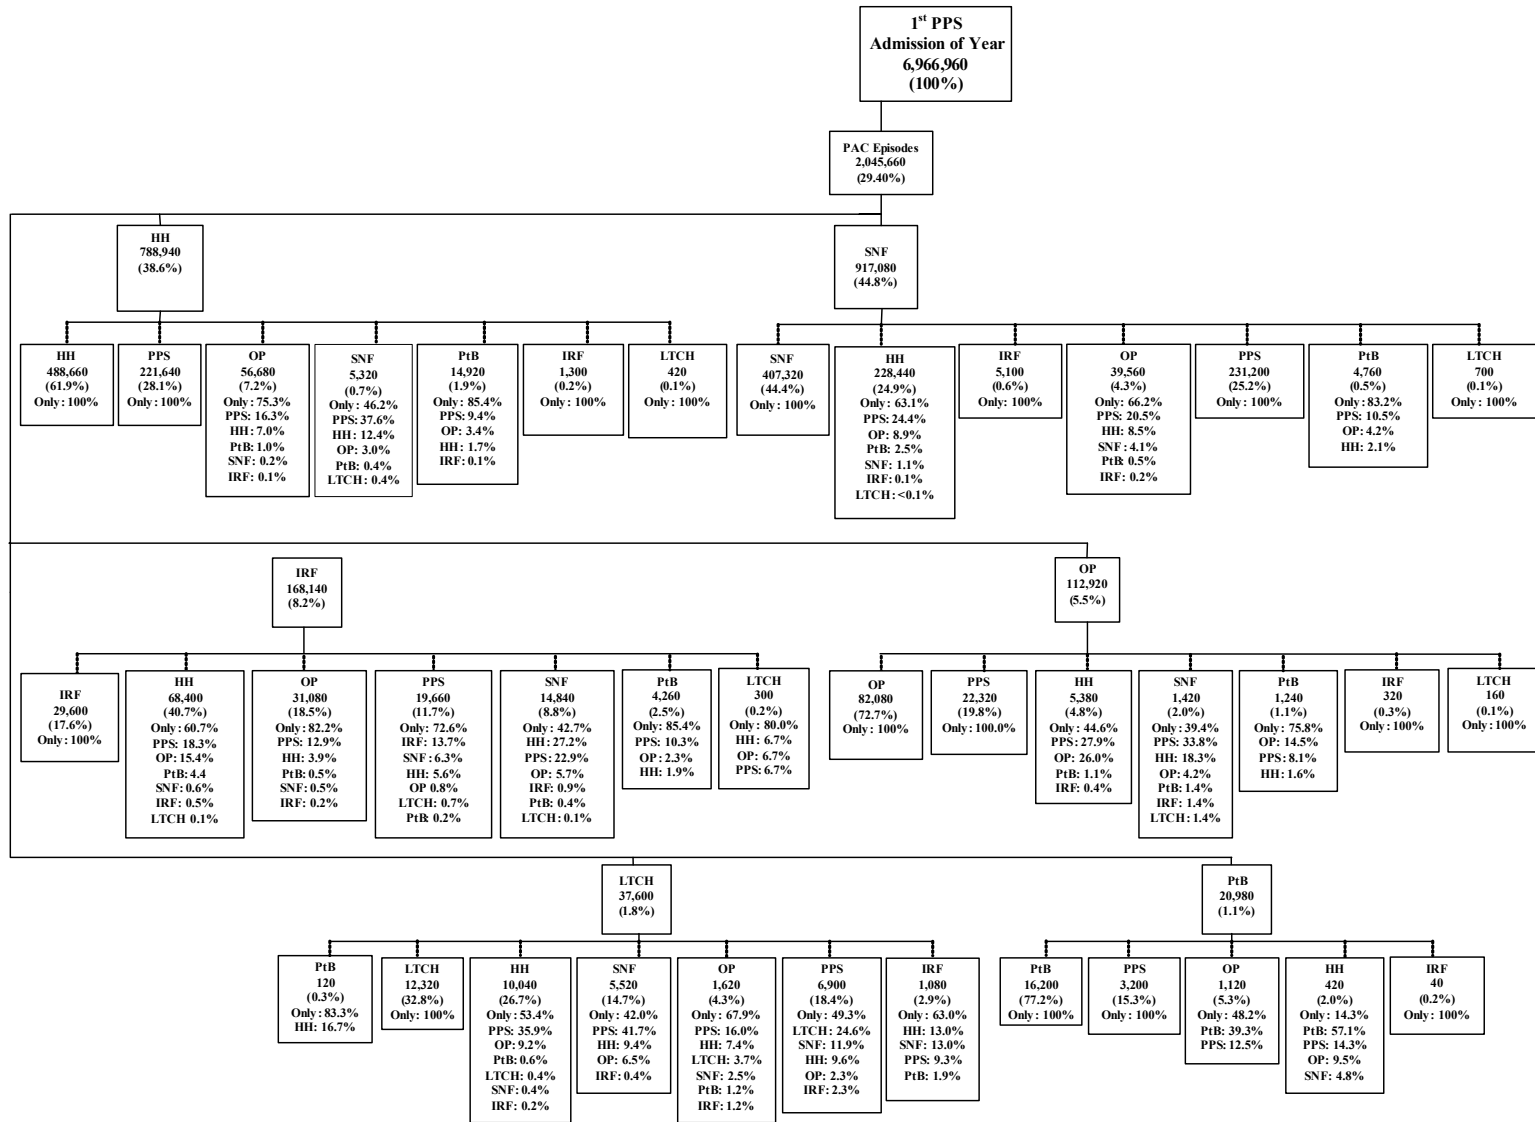 1st PPS
Admission of Year
6,966,960
(100%)
PAC Episodes
2,045,660
(29.40%)
HH
788,940
(38.6%)
SNF
917,080
(44.8%)
HH
488,660
(61.9%)
Only: 100%
PPS
221,640
(28.1%)
Only: 100%
OP
56,680
(7.2%)
Only: 75.3%
PPS: 16.3%
HH: 7.0%
PtB: 1.0%
SNF: 0.2%
IRF: 0.1%
SNF
5,320
(0.7%)
Only: 46.2%
PPS: 37.6%
HH: 12.4%
OP: 3.0%
PtB: 0.4%
LTCH: 0.4%
PtB
14,920
(1.9%)
Only: 85.4%
PPS: 9.4%
OP: 3.4%
HH: 1.7%
IRF: 0.1%
IRF
1,300
(0.2%)
Only: 100%
LTCH
420
(0.1%)
Only: 100%
SNF
407,320
(44.4%)
Only: 100%
HH
228,440
(24.9%)
Only: 63.1%
PPS: 24.4%
OP: 8.9%
PtB: 2.5%
SNF: 1.1%
IRF: 0.1%
LTCH: <0.1%
IRF
5,100
(0.6%)
Only: 100%
OP
39,560
(4.3%)
Only: 66.2%
PPS: 20.5%
HH: 8.5%
SNF: 4.1%
PtB: 0.5%
IRF: 0.2%
PPS
231,200
(25.2%)
Only: 100%
PtB
4,760
(0.5%)
Only: 83.2%
PPS: 10.5%
OP: 4.2%
HH: 2.1%
LTCH
700
(0.1%)
Only: 100%
IRF
168,140
(8.2%)
OP
112,920
(5.5%)
IRF
29,600
(17.6%)
Only: 100%
HH
68,400
(40.7%)
Only: 60.7%
PPS: 18.3%
OP: 15.4%
PtB: 4.4
SNF: 0.6%
IRF: 0.5%
LTCH 0.1%
OP
31,080
(18.5%)
Only: 82.2%
PPS: 12.9%
HH: 3.9%
PtB: 0.5%
SNF: 0.5%
IRF: 0.2%
PPS
19,660
(11.7%)
Only: 72.6%
IRF: 13.7%
SNF: 6.3%
HH: 5.6%
OP 0.8%
LTCH: 0.7%
PtB: 0.2%
SNF
14,840
(8.8%)
Only: 42.7%
HH: 27.2%
PPS: 22.9%
OP: 5.7%
IRF: 0.9%
PtB: 0.4%
LTCH: 0.1%
PtB
4,260
(2.5%)
Only: 85.4%
PPS: 10.3%
OP: 2.3%
HH: 1.9%
LTCH
300
(0.2%)
Only: 80.0%
HH: 6.7%
OP: 6.7%
PPS: 6.7%
OP
82,080
(72.7%)
Only: 100%
PPS
22,320
(19.8%)
Only: 100.0%
HH
5,380
(4.8%)
Only: 44.6%
PPS: 27.9%
OP: 26.0%
PtB: 1.1%
IRF: 0.4%
SNF
1,420
(2.0%)
Only: 39.4%
PPS: 33.8%
HH: 18.3%
OP: 4.2%
PtB: 1.4%
IRF: 1.4%
LTCH: 1.4%
PtB
1,240
(1.1%)
Only: 75.8%
OP: 14.5%
PPS: 8.1%
HH: 1.6%
IRF
320
(0.3%)
Only: 100%
LTCH
160
(0.1%)
Only: 100%
LTCH
37,600
(1.8%)
PtB
20,980
(1.1%)
PtB
120
(0.3%)
Only: 83.3%
HH: 16.7%
LTCH
12,320
(32.8%)
Only: 100%
HH
10,040
(26.7%)
Only: 53.4%
PPS: 35.9%
OP: 9.2%
PtB: 0.6%
LTCH: 0.4%
SNF: 0.4%
IRF: 0.2%
SNF
5,520
(14.7%)
Only: 42.0%
PPS: 41.7%
HH: 9.4%
OP: 6.5%
IRF: 0.4%
OP
1,620
(4.3%)
Only: 67.9%
PPS: 16.0%
HH: 7.4%
LTCH: 3.7%
SNF: 2.5%
PtB: 1.2%
IRF: 1.2%
PPS
6,900
(18.4%)
Only: 49.3%
LTCH: 24.6%
SNF: 11.9%
HH: 9.6%
OP: 2.3%
IRF: 2.3%
IRF
1,080
(2.9%)
Only: 63.0%
HH: 13.0%
SNF: 13.0%
PPS: 9.3%
PtB: 1.9%
PtB
16,200
(77.2%)
Only: 100%
PPS
3,200
(15.3%)
Only: 100%
OP
1,120
(5.3%)
Only: 48.2%
PtB: 39.3%
PPS: 12.5%
HH
420
(2.0%)
Only: 14.3%
PtB: 57.1%
PPS: 14.3%
OP: 9.5%
SNF: 4.8%
IRF
40
(0.2%)
Only: 100%